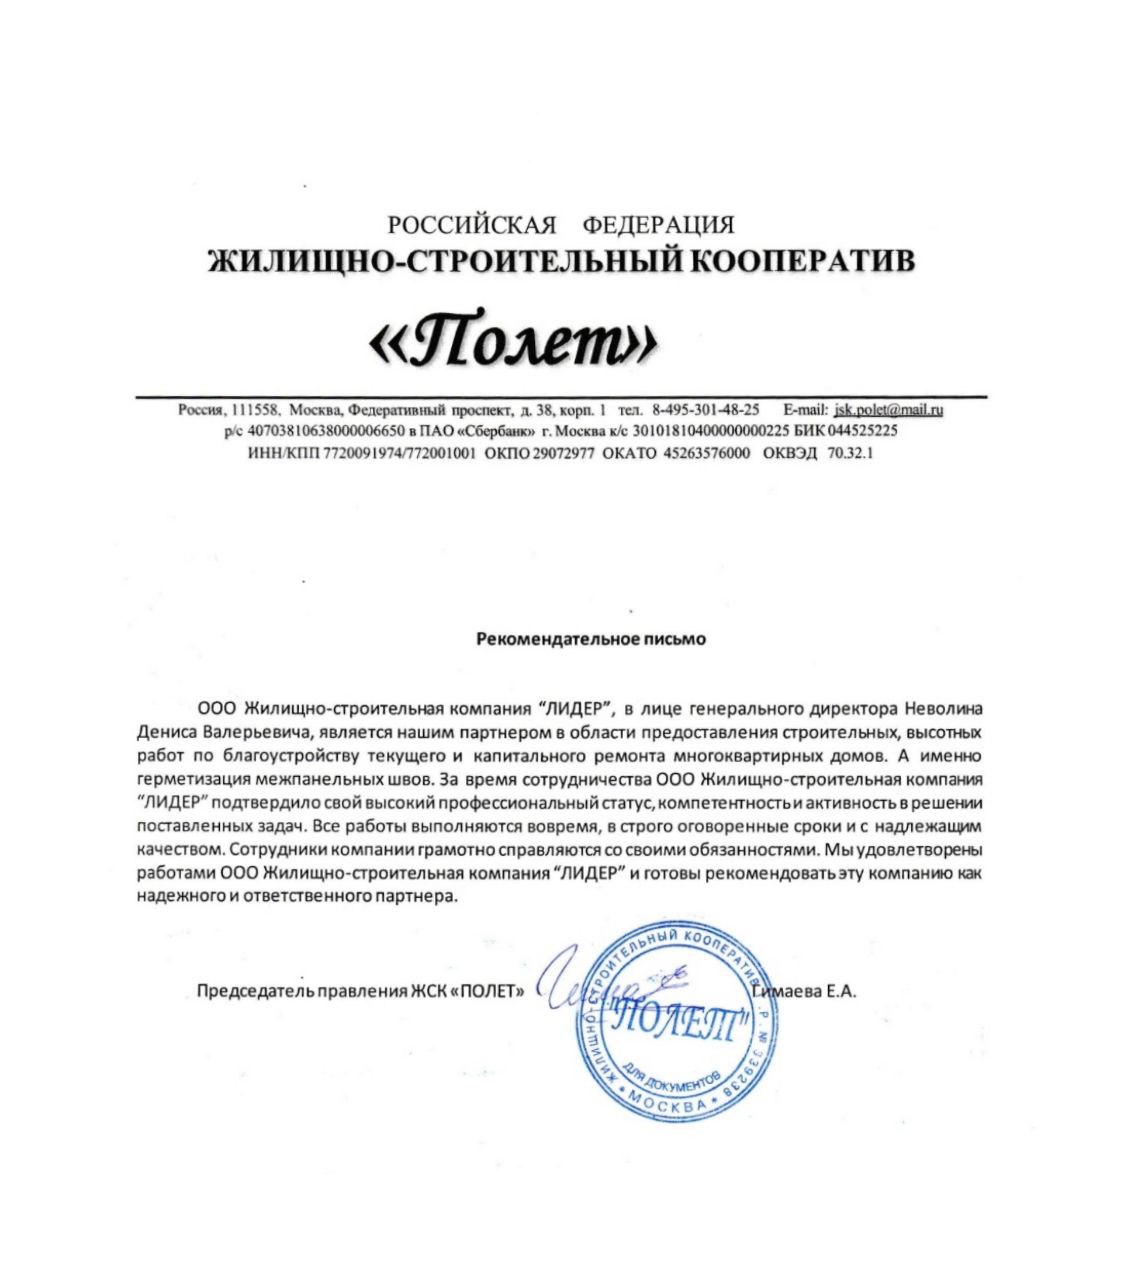 РОССИЙСКАЯ ФЕДЕРАЦИЯ
ЖИЛИЩНО-СТРОИТЕЛЬНЫЙ КООПЕРАТИВ
«Полет»
Россия, 111558, Москва, Федеративный проспект, д. 38, корп. 1 тел. 8-495-301-48-25 E-mail: jsk.polet@mail.ru
р/с 40703810638000006650 в ПАО «Сбербанк» г. Москва к/с 30101810400000000225 БИК 044525225
ИНН/КПП 7720091974/772001001 ОКПО 29072977 ОКАТО 45263576000 ОКВЭД 70.32.1
Рекомендательное письмо
ООО Жилищно-строительная компания “ЛИДЕР”, в лице генерального директора Неволина
Дениса Валерьевича, является нашим партнером в области предоставления строительных, высотных
работ по благоустройству текущего и капитального ремонта многоквартирных домов. А именно
герметизация межпанельных швов. За время сотрудничества ООО Жилищно-строительная компания
“ЛИДЕР” подтвердило свой высокий профессиональный статус, компетентность и активность в решении
поставленных задач. Все работы выполняются вовремя, в строго оговоренные сроки и с надлежащим
качеством. Сотрудники компании грамотно справляются со своими обязанностями. Мы удовлетворены
работами ООО Жилищно-строительная компания “ЛИДЕР” и готовы рекомендовать эту компанию как
надежного и ответственного партнера.
Председатель правления ЖСК «ПОЛЕТ» Гимаева Е.А.
ЖИЛИЩНО-СТРОИТЕЛЬНЫЙ КООПЕРАТИВ Р. № 339238
"ПОЛЕТ"
ДЛЯ ДОКУМЕНТОВ
* МОСКВА *